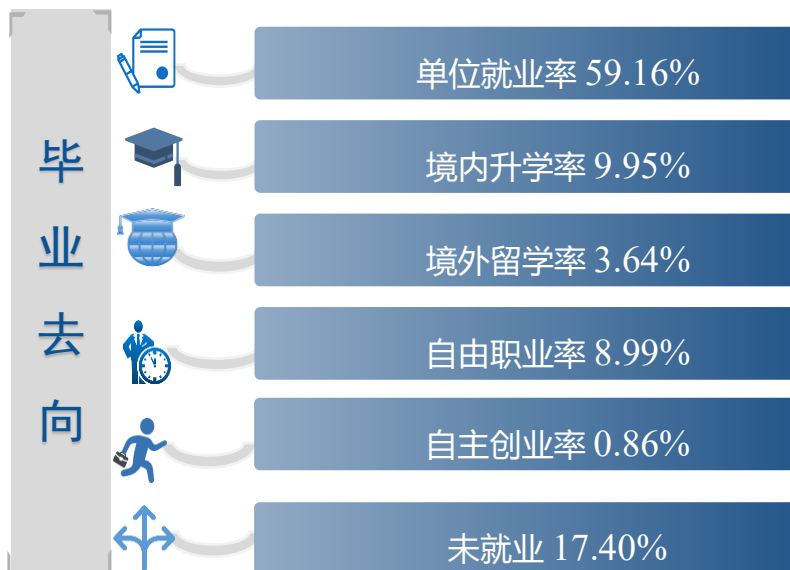 毕业去向
单位就业率 59.16%
境内升学率 9.95%
境外留学率 3.64%
自由职业率 8.99%
自主创业率 0.86%
未就业 17.40%